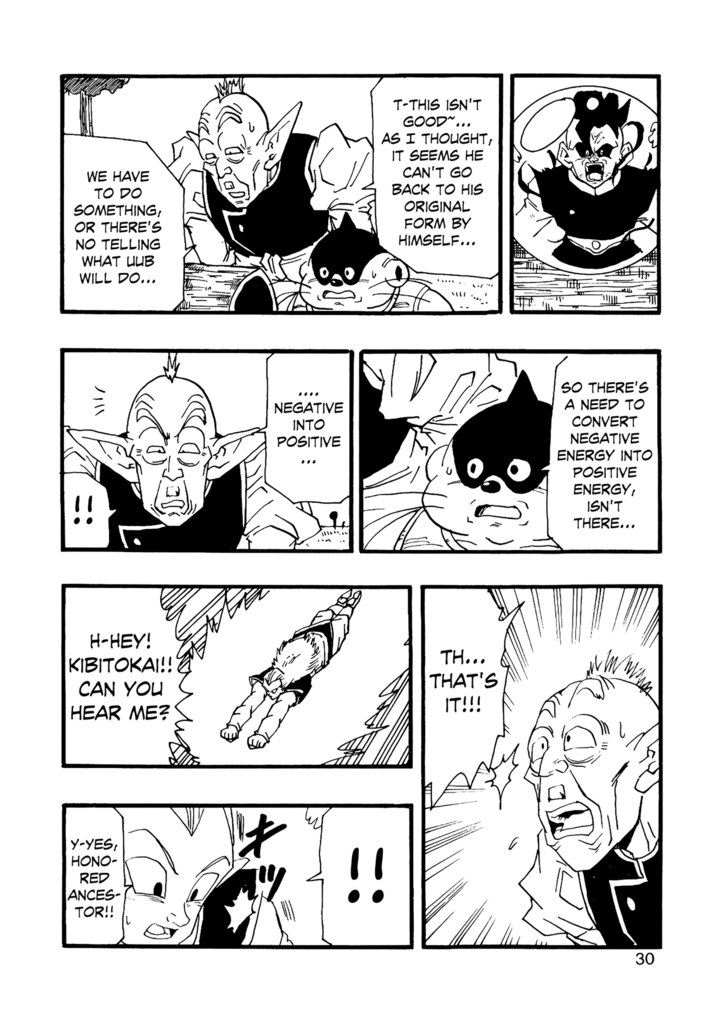 T-THIS ISN'T
GOOD~...
AS I THOUGHT,
IT SEEMS HE
CAN'T GO
BACK TO HIS
ORIGINAL
FORM BY
HIMSELF...
WE HAVE
TO DO
SOMETHING,
OR THERE'S
NO TELLING
WHAT UUB
WILL DO...
SO THERE'S
A NEED TO
CONVERT
NEGATIVE
ENERGY INTO
POSITIVE
ENERGY,
ISN'T
THERE...
....
NEGATIVE
INTO
POSITIVE
...
!!
TH...
THAT'S
IT!!!
H-HEY!
KIBITOKAI!!
CAN YOU
HEAR ME?
!!
キッ
Y-YES,
HONO-
RED
ANCES-
TOR!!
30